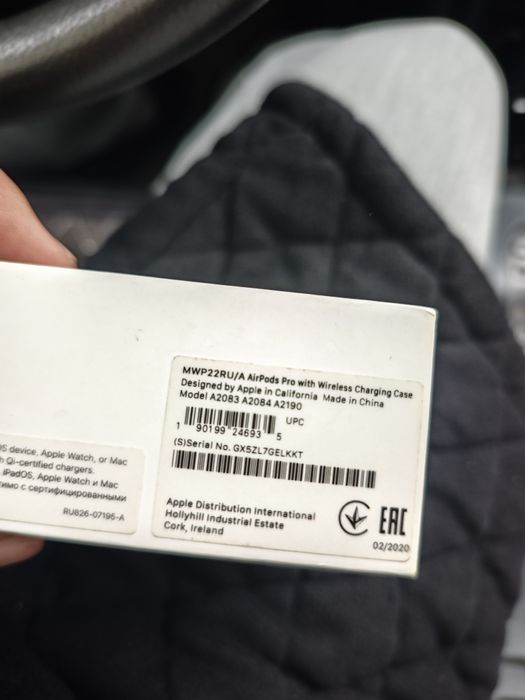 MWP22RU/A AirPods Pro with Wireless Charging Case
Designed by Apple in California Made in China
Model A2083 A2084 A2190
UPC
1 90199 24693 5
(S)Serial No. GX5ZL7GELKKT
Apple Distribution International
Hollyhill Industrial Estate
Cork, Ireland
EAC
02/2020
OS device, Apple Watch, or Mac
h Qi-certified chargers.
iPadOS, Apple Watch и Mac
тимо с сертифицированными
RU826-07195-A